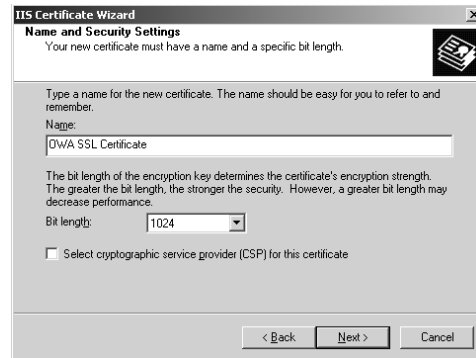 IIS Certificate Wizard
Name and Security Settings
Your new certificate must have a name and a specific bit length.
Type a name for the new certificate. The name should be easy for you to refer to and
remember.
Name:
OWA SSL Certificate
The bit length of the encryption key determines the certificate's encryption strength.
The greater the bit length, the stronger the security. However, a greater bit length may
decrease performance.
Bit length:
1024
Select cryptographic service provider (CSP) for this certificate
< Back
Next >
Cancel